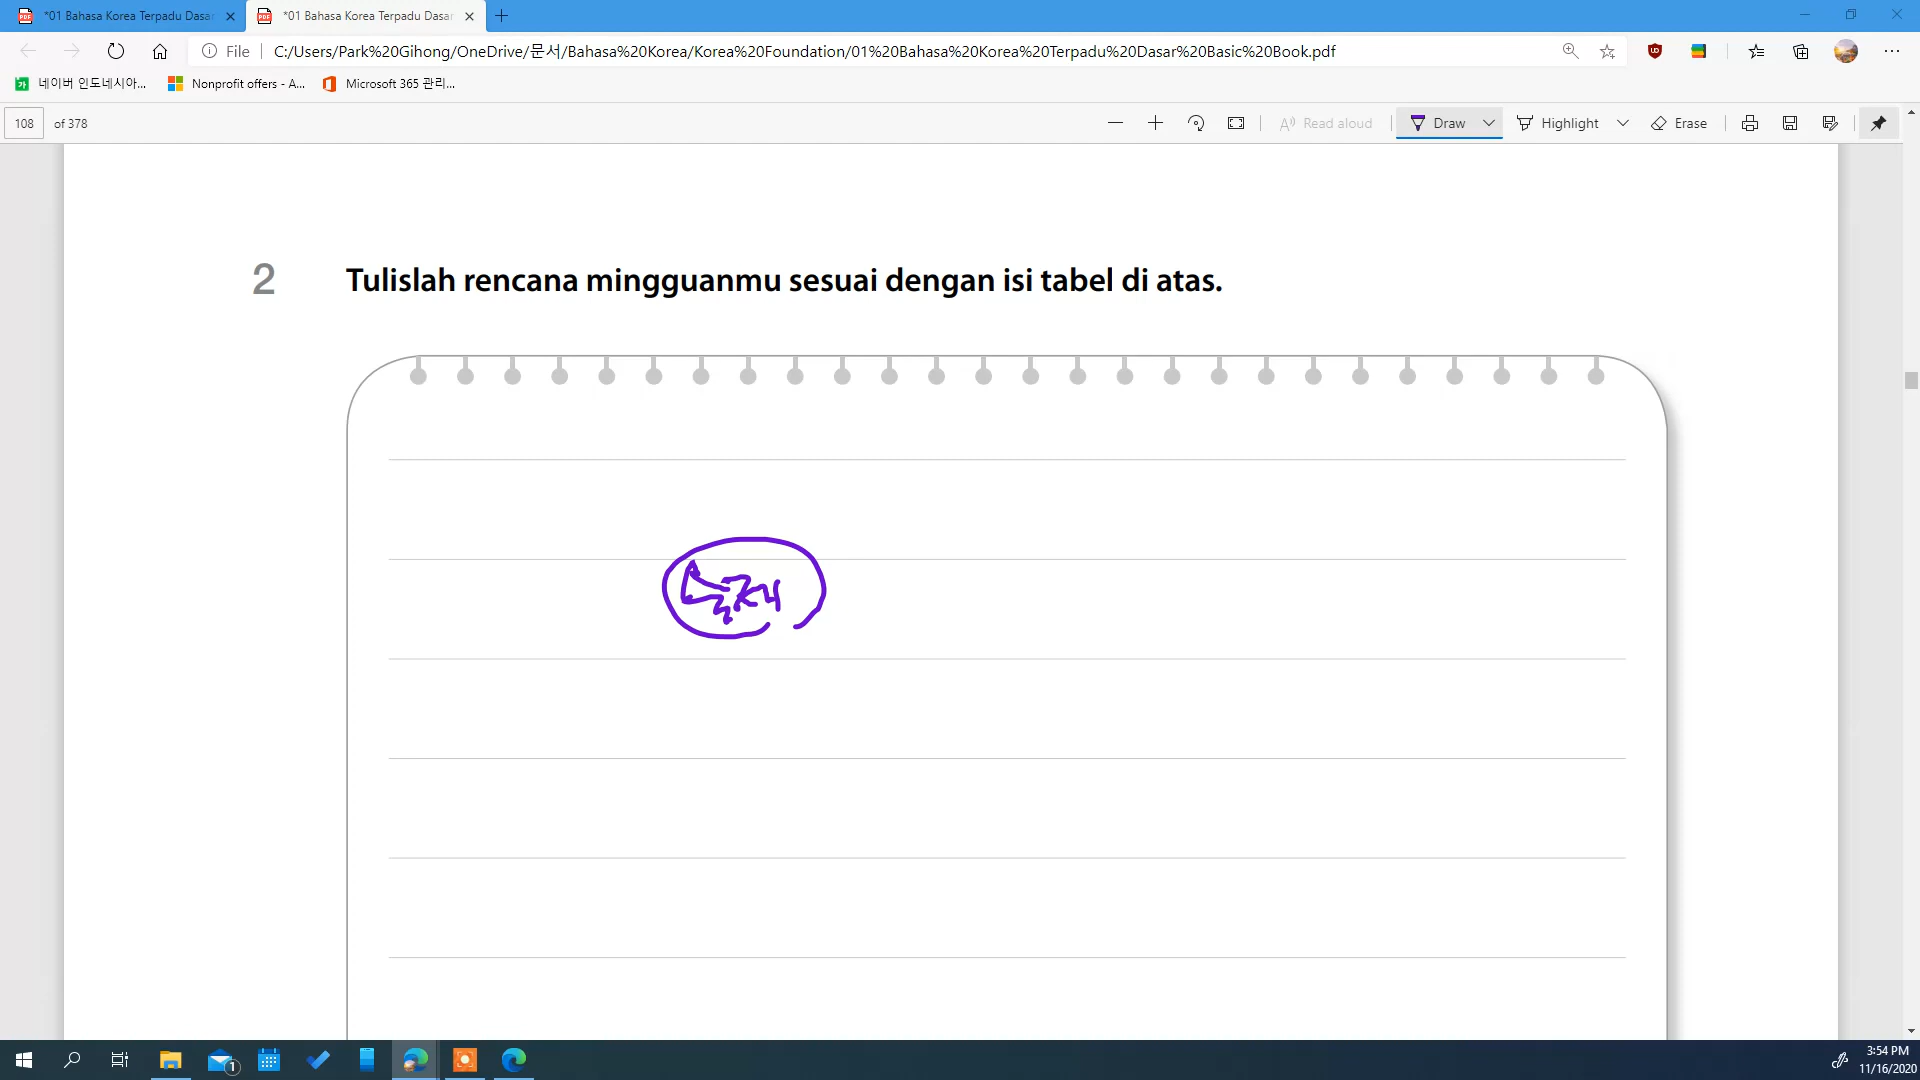 *01 Bahasa Korea Terpadu Dasar
*01 Bahasa Korea Terpadu Dasar
File
C:/Users/Park%20Gihong/OneDrive/문서/Bahasa%20Korea/Korea%20Foundation/01%20Bahasa%20Korea%20Terpadu%20Dasar%20Basic%20Book.pdf
네이버 인도네시아... Nonprofit offers - A... Microsoft 365 관리...
108 of 378 Read aloud Draw Highlight Erase
2 Tulislah rencana mingguanmu sesuai dengan isi tabel di atas.
1
3:54 PM
11/16/2020